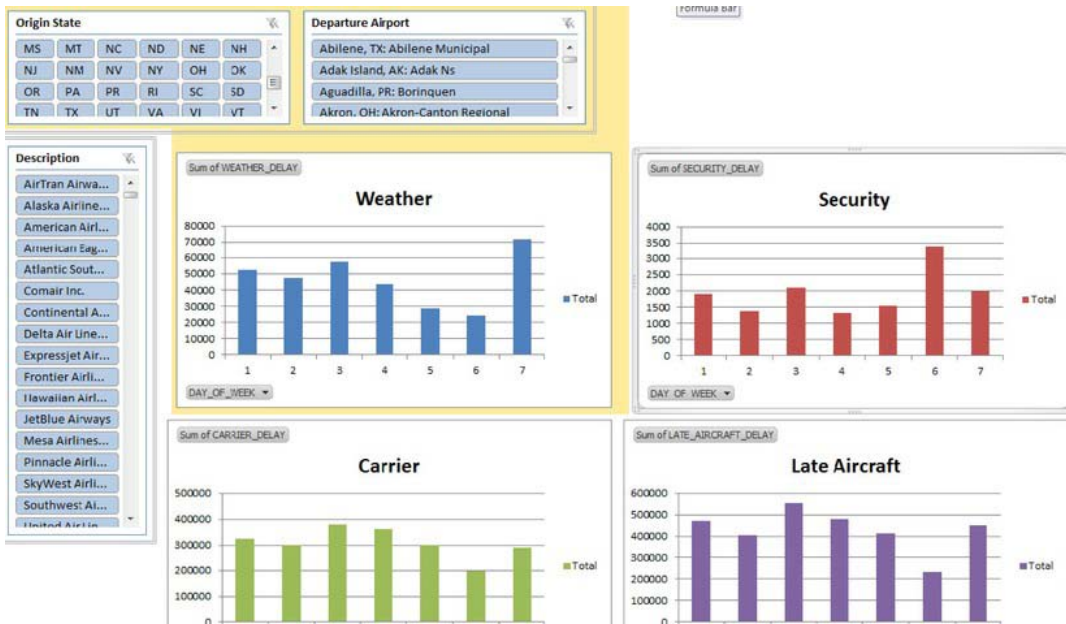 Formula Bar
Origin State
MS MT NC ND NE NH
NJ NM NV NY OH OK
OR PA PR RI SC SD
TN TX UT VA VI VT
Departure Airport
Abilene, TX: Abilene Municipal
Adak Island, AK: Adak Ns
Aguadilla, PR: Borinquen
Akron, OH: Akron-Canton Regional
Description
AirTran Airwa...
Alaska Airline...
American Airl...
American Eag...
Atlantic Sout...
Comair Inc.
Continental A...
Delta Air Line...
Expressjet Air...
Frontier Airli...
Hawaiian Airl...
JetBlue Airways
Mesa Airlines...
Pinnacle Airli...
SkyWest Airli...
Southwest Ai...
United Air Lin...
Sum of WEATHER_DELAY
Weather
80000
70000
60000
50000
40000
30000
20000
10000
0
1 2 3 4 5 6 7
Total
DAY_OF_WEEK
Sum of SECURITY_DELAY
Security
4000
3500
3000
2500
2000
1500
1000
500
0
1 2 3 4 5 6 7
Total
DAY_OF_WEEK
Sum of CARRIER_DELAY
Carrier
500000
400000
300000
200000
100000
0
Total
Sum of LATE_AIRCRAFT_DELAY
Late Aircraft
600000
500000
400000
300000
200000
100000
0
Total